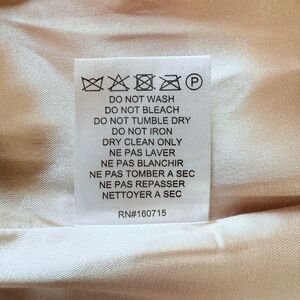 P
DO NOT WASH
DO NOT BLEACH
DO NOT TUMBLE DRY
DO NOT IRON
DRY CLEAN ONLY
NE PAS LAVER
NE PAS BLANCHIR
NE PAS TOMBER A SEC
NE PAS REPASSER
NETTOYER A SEC
RN#160715